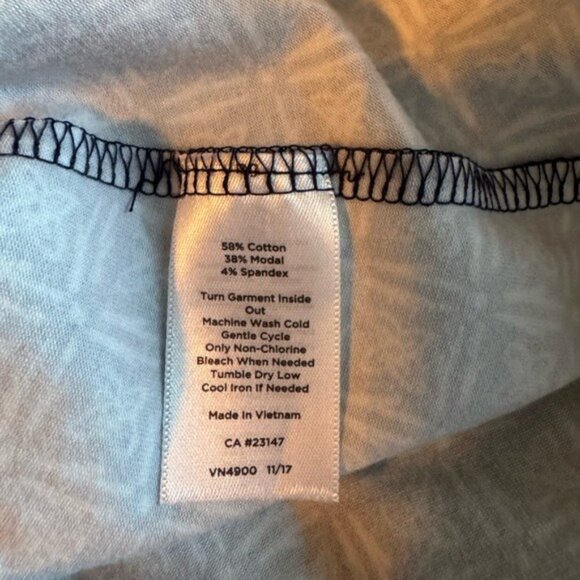 58% Cotton
38% Modal
4% Spandex
Turn Garment Inside
Out
Machine Wash Cold
Gentle Cycle
Only Non-Chlorine
Bleach When Needed
Tumble Dry Low
Cool Iron If Needed
Made In Vietnam
CA #23147
VN4900 11/17